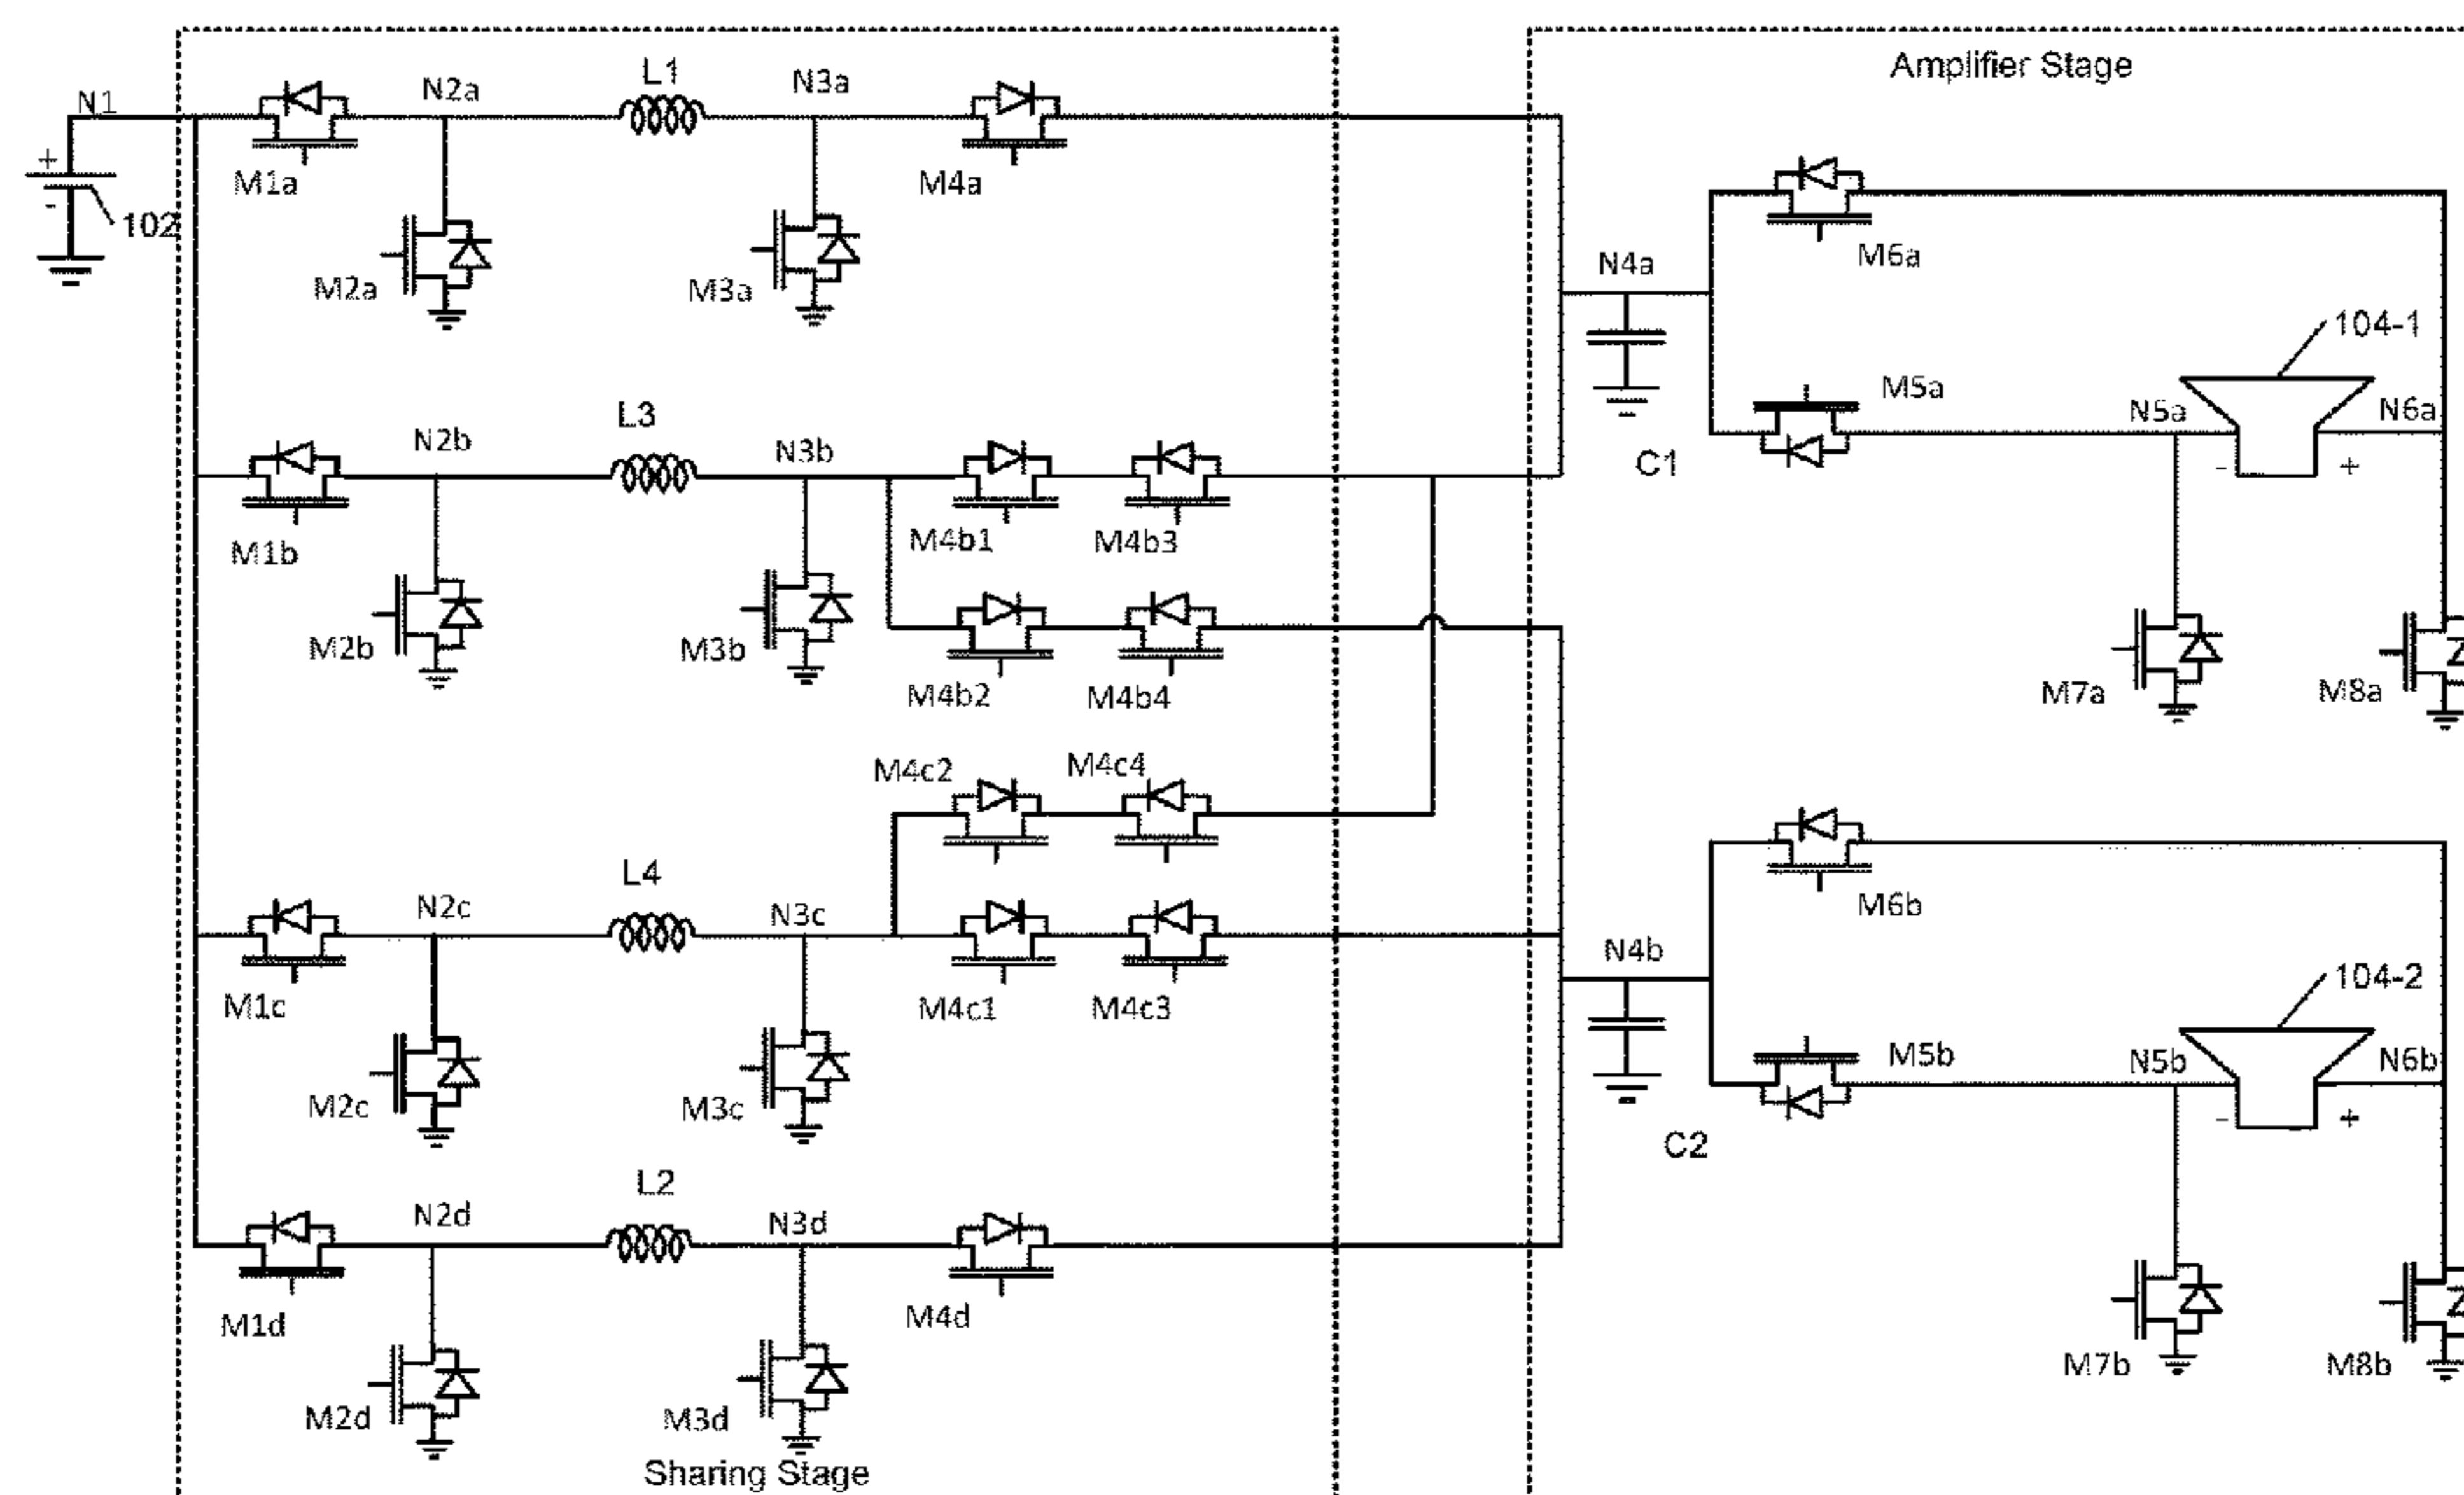 Amplifier Stage
N1
N2a
L1
N3a
+
-
102
M1a
M4a
M2a
M3a
N4a
M6a
104-1
M5a
N5a
N6a
C1
-
+
N2b
L3
N3b
M1b
M4b1
M4b3
M2b
M3b
M4b2
M4b4
M7a
M8a
M4c2
M4c4
N2c
L4
N3c
M1c
M4c1
M4c3
M2c
M3c
M6b
N4b
104-2
M5b
N5b
N6b
C2
-
+
N2d
L2
N3d
M1d
M4d
M2d
M3d
M7b
M8b
Sharing Stage